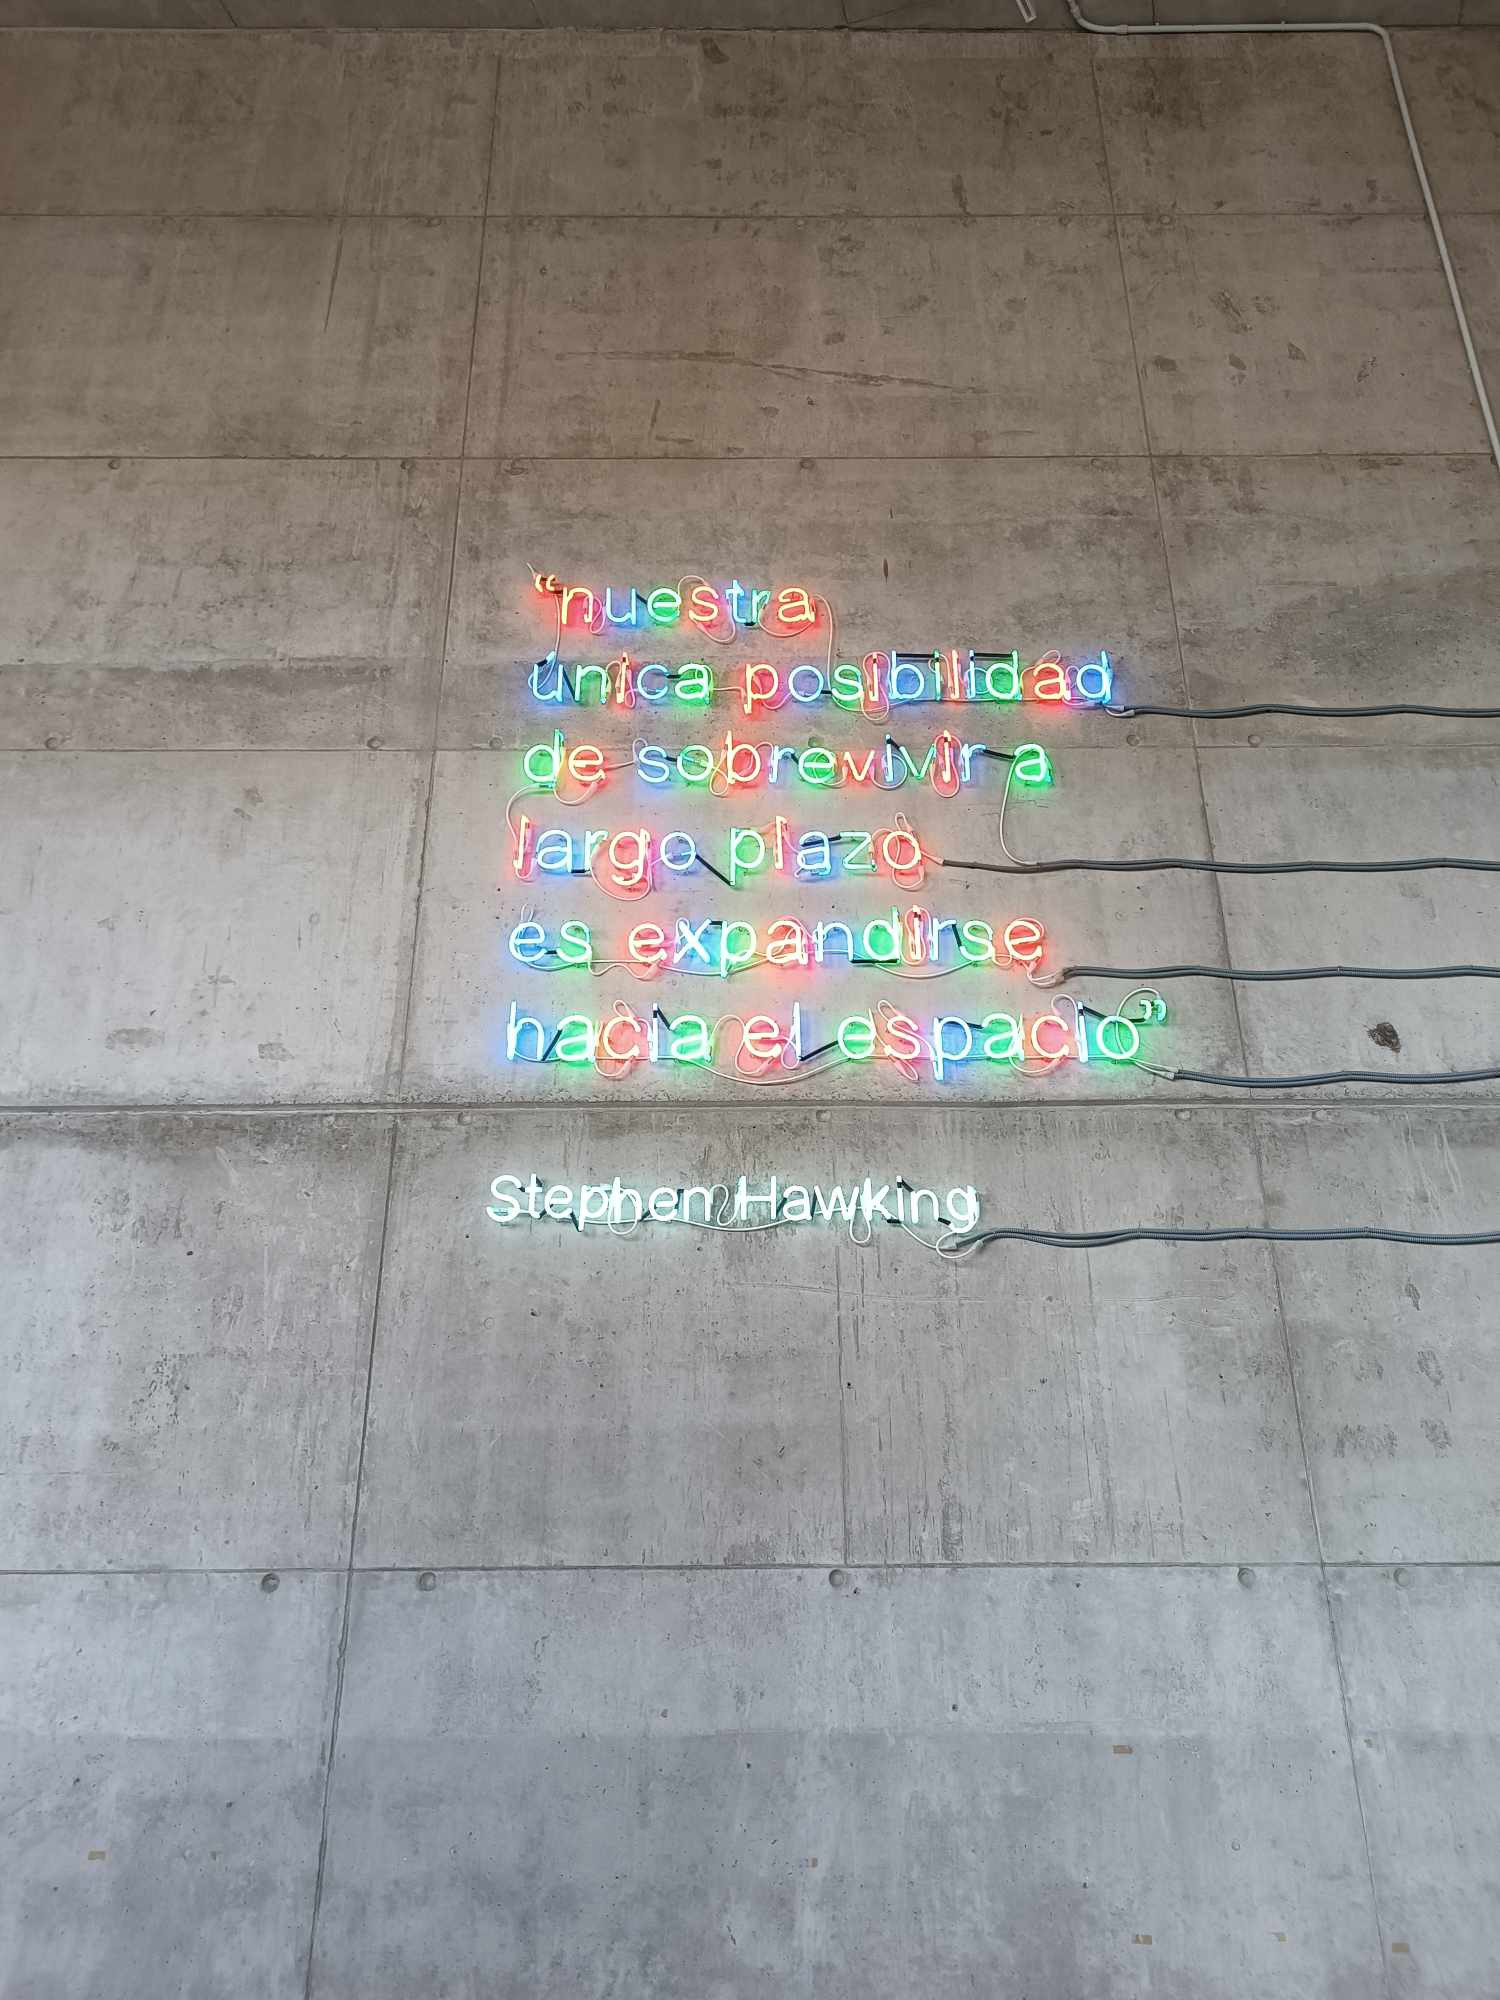 “nuestra
única posibilidad
de sobrevivir a
largo plazo
es expandirse
hacia el espacio”
Stephen Hawking